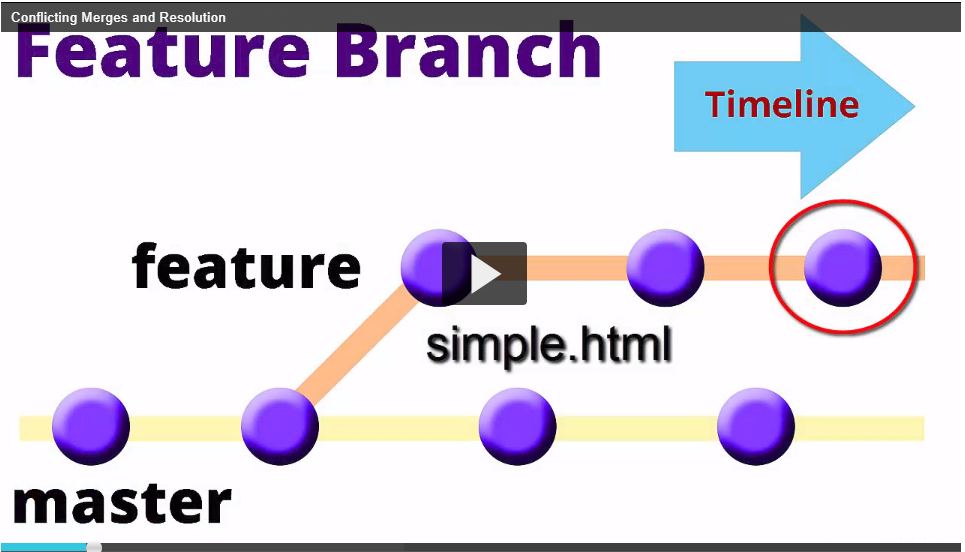 Conflicting Merges and Resolution
Feature Branch
Timeline
feature
simple.html
master